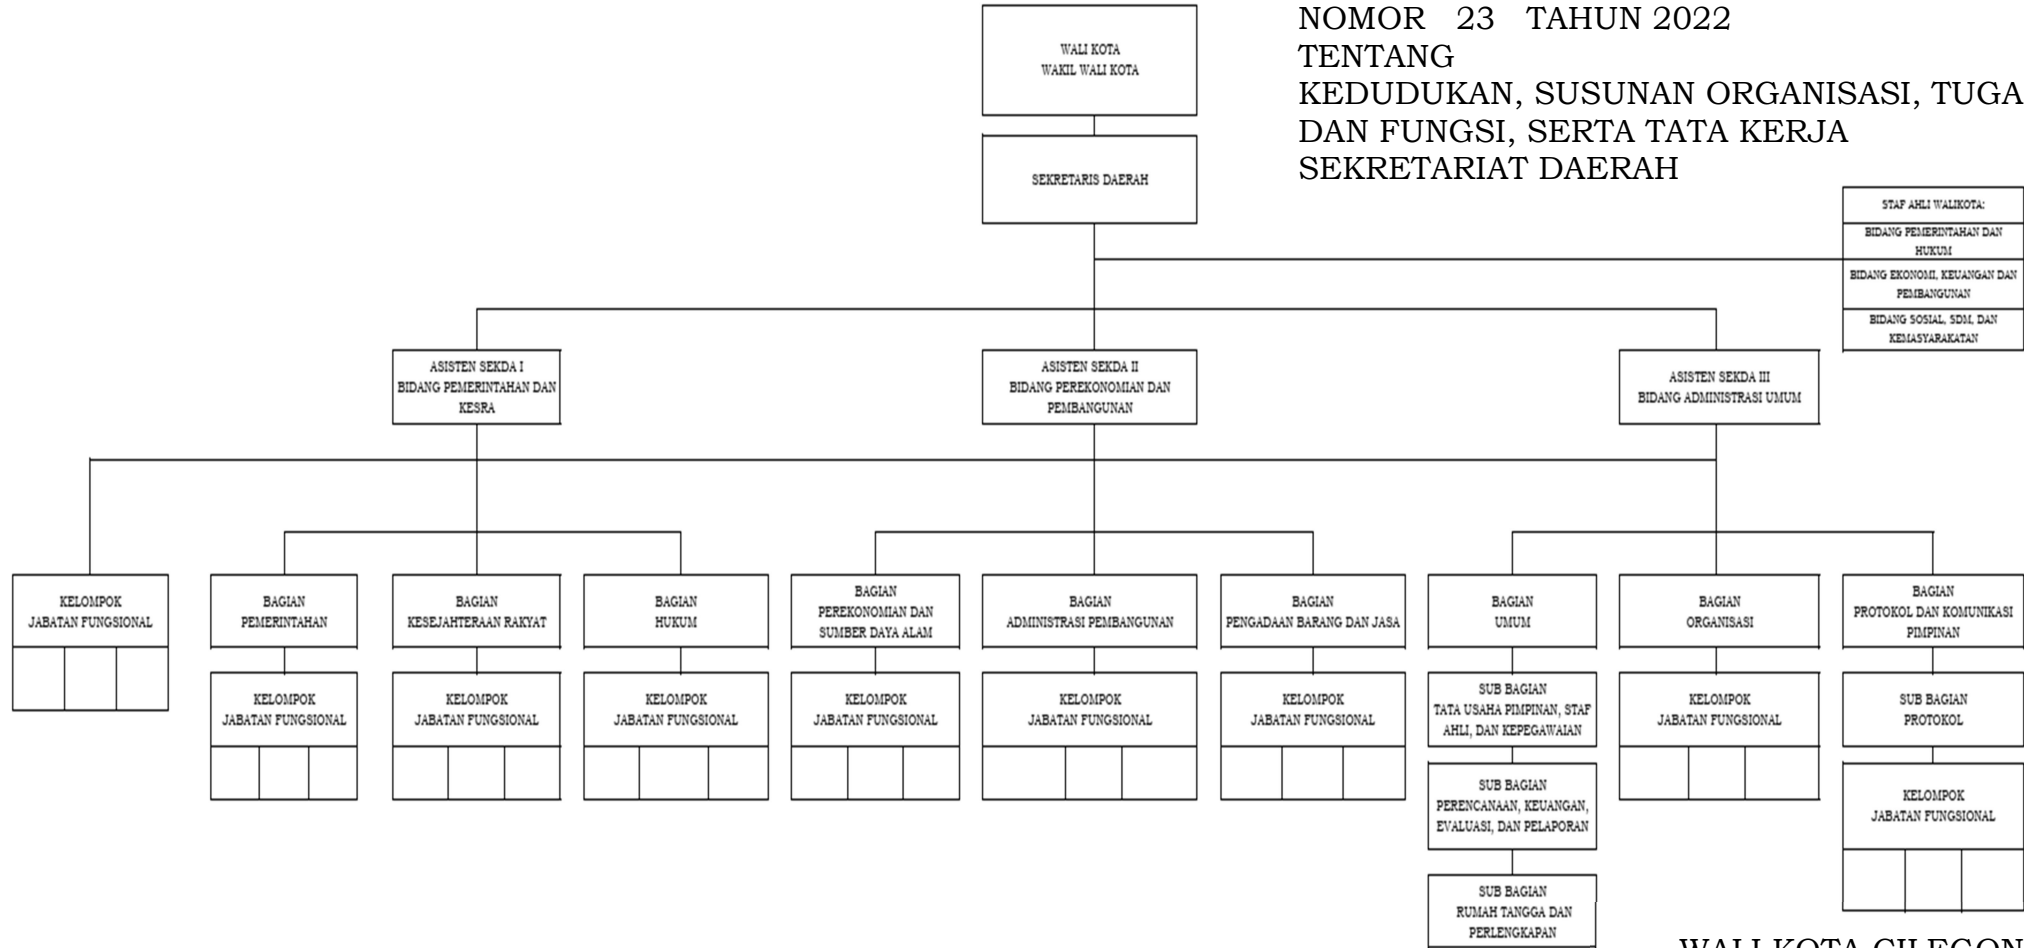 NOMOR 23 TAHUN 2022
TENTANG
KEDUDUKAN, SUSUNAN ORGANISASI, TUGA
DAN FUNGSI, SERTA TATA KERJA
SEKRETARIAT DAERAH
WALI KOTA
WAKIL WALI KOTA
SEKRETARIS DAERAH
STAF AHLI WALIKOTA:
BIDANG PEMERINTAHAN DAN
HUKUM
BIDANG EKONOMI, KEUANGAN DAN
PEMBANGUNAN
BIDANG SOSIAL, SDM, DAN
KEMASYARAKATAN
ASISTEN SEKDA I
BIDANG PEMERINTAHAN DAN
KESRA
ASISTEN SEKDA II
BIDANG PEREKONOMIAN DAN
PEMBANGUNAN
ASISTEN SEKDA III
BIDANG ADMINISTRASI UMUM
KELOMPOK
JABATAN FUNGSIONAL
BAGIAN
PEMERINTAHAN
BAGIAN
KESEJAHTERAAN RAKYAT
BAGIAN
HUKUM
BAGIAN
PEREKONOMIAN DAN
SUMBER DAYA ALAM
BAGIAN
ADMINISTRASI PEMBANGUNAN
BAGIAN
PENGADAAN BARANG DAN JASA
BAGIAN
UMUM
BAGIAN
ORGANISASI
BAGIAN
PROTOKOL DAN KOMUNIKASI
PIMPINAN
KELOMPOK
JABATAN FUNGSIONAL
KELOMPOK
JABATAN FUNGSIONAL
KELOMPOK
JABATAN FUNGSIONAL
KELOMPOK
JABATAN FUNGSIONAL
KELOMPOK
JABATAN FUNGSIONAL
KELOMPOK
JABATAN FUNGSIONAL
SUB BAGIAN
TATA USAHA PIMPINAN, STAF
AHLI, DAN KEPEGAWAIAN
KELOMPOK
JABATAN FUNGSIONAL
SUB BAGIAN
PROTOKOL
SUB BAGIAN
PERENCANAAN, KEUANGAN,
EVALUASI, DAN PELAPORAN
KELOMPOK
JABATAN FUNGSIONAL
SUB BAGIAN
RUMAH TANGGA DAN
PERLENGKAPAN
WALI KOTA CILEGON